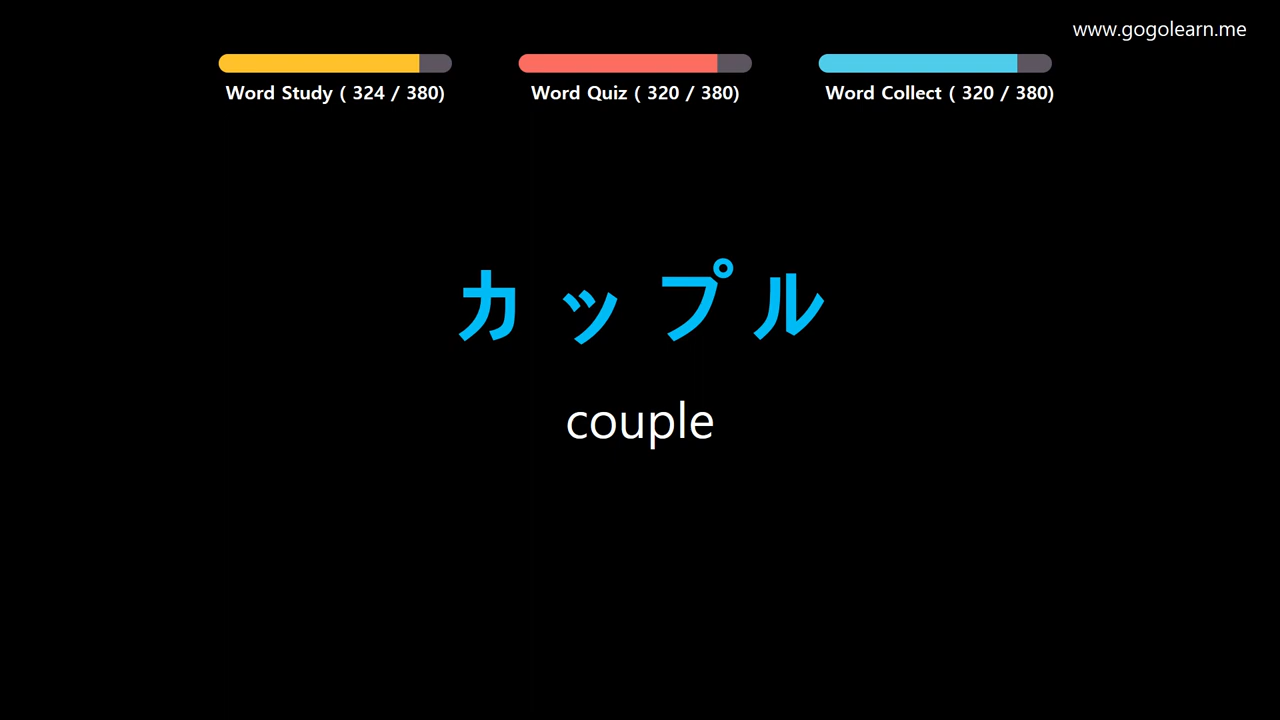 www.gogolearn.me
Word Study ( 324 / 380) Word Quiz ( 320 / 380) Word Collect ( 320 / 380)
カップル
couple